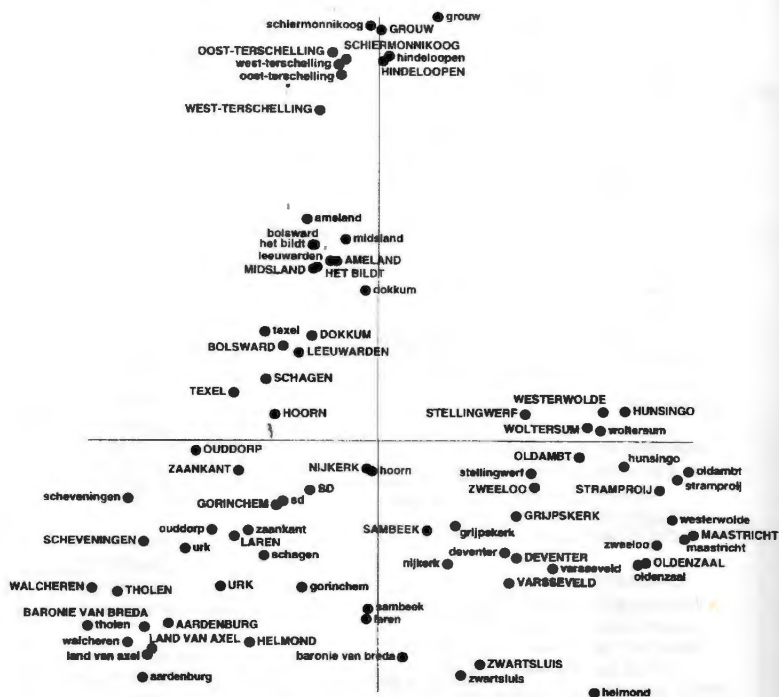 grouw
schiermonnikoog
GROUW
SCHIERMONNIKOOG
OOST-TERSCHELLING
hindeloopen
west-terschelling
HINDELOOPEN
oost-terschelling
WEST-TERSCHELLING
ameland
bolsward
midsland
het bildt
leeuwarden
AMELAND
MIDSLAND
HET BILDT
dokkum
texel
DOKKUM
BOLSWARD
LEEUWARDEN
SCHAGEN
TEXEL
WESTERWOLDE
HOORN
STELLINGWERF
HUNSINGO
WOLTERSUM
woltersum
OUDDORP
OLDAMBT
hunsingo
ZAANKANT
NIJKERK
hoorn
stellingwerf
oldambt
stramproij
SD
ZWEELOO
STRAMPROIJ
scheveningen
sd
GORINCHEM
GRIJPSKERK
westerwolde
ouddorp
zaankant
SAMBEEK
grijpskerk
MAASTRICHT
SCHEVENINGEN
LAREN
maastricht
urk
zweeloo
schagen
deventer
DEVENTER
nijkerk
varsseveld
OLDENZAAL
oldenzaal
WALCHEREN
THOLEN
URK
gorinchem
VARSSEVELD
sambeek
BARONIE VAN BREDA
laren
tholen
AARDENBURG
walcheren
LAND VAN AXEL
HELMOND
land van axel
baronie van breda
ZWARTSLUIS
aardenburg
zwartsluis
helmond